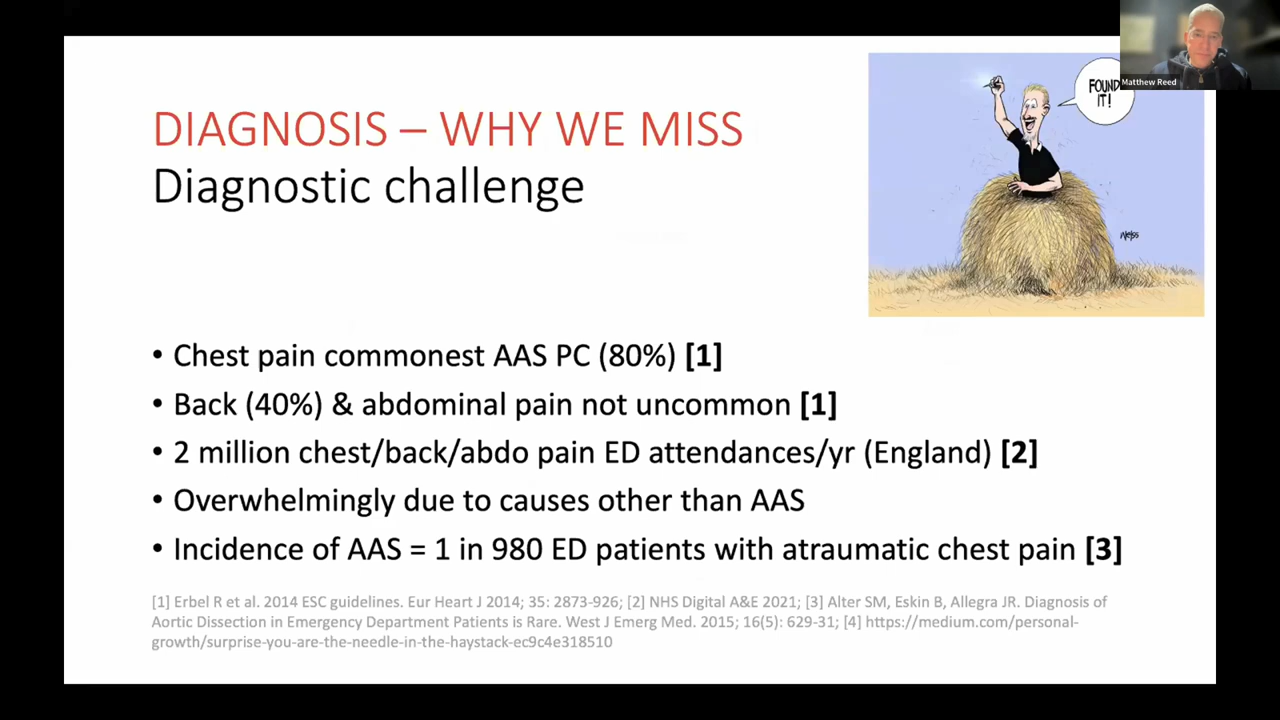 Matthew Reed
FOUND
IT!
Weiss
DIAGNOSIS – WHY WE MISS
Diagnostic challenge
• Chest pain commonest AAS PC (80%) [1]
• Back (40%) & abdominal pain not uncommon [1]
• 2 million chest/back/abdo pain ED attendances/yr (England) [2]
• Overwhelmingly due to causes other than AAS
• Incidence of AAS = 1 in 980 ED patients with atraumatic chest pain [3]
[1] Erbel R et al. 2014 ESC guidelines. Eur Heart J 2014; 35: 2873-926; [2] NHS Digital A&E 2021; [3] Alter SM, Eskin B, Allegra JR. Diagnosis of
Aortic Dissection in Emergency Department Patients is Rare. West J Emerg Med. 2015; 16(5): 629-31; [4] https://medium.com/personal-
growth/surprise-you-are-the-needle-in-the-haystack-ec9c4e318510